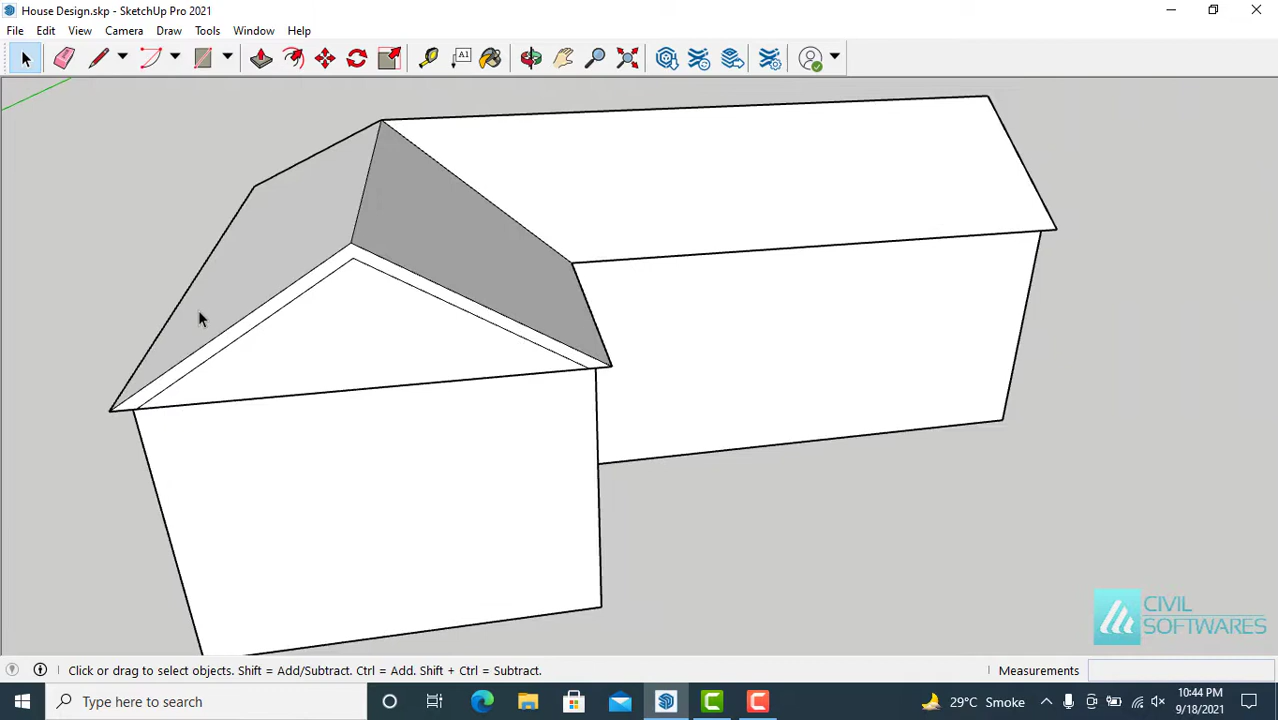 House Design.skp - SketchUp Pro 2021
File Edit View Camera Draw Tools Window Help
A1
CIVIL
SOFTWARES
Click or drag to select objects. Shift = Add/Subtract. Ctrl = Add. Shift + Ctrl = Subtract.
Measurements
Type here to search
29°C Smoke
10:44 PM
9/18/2021